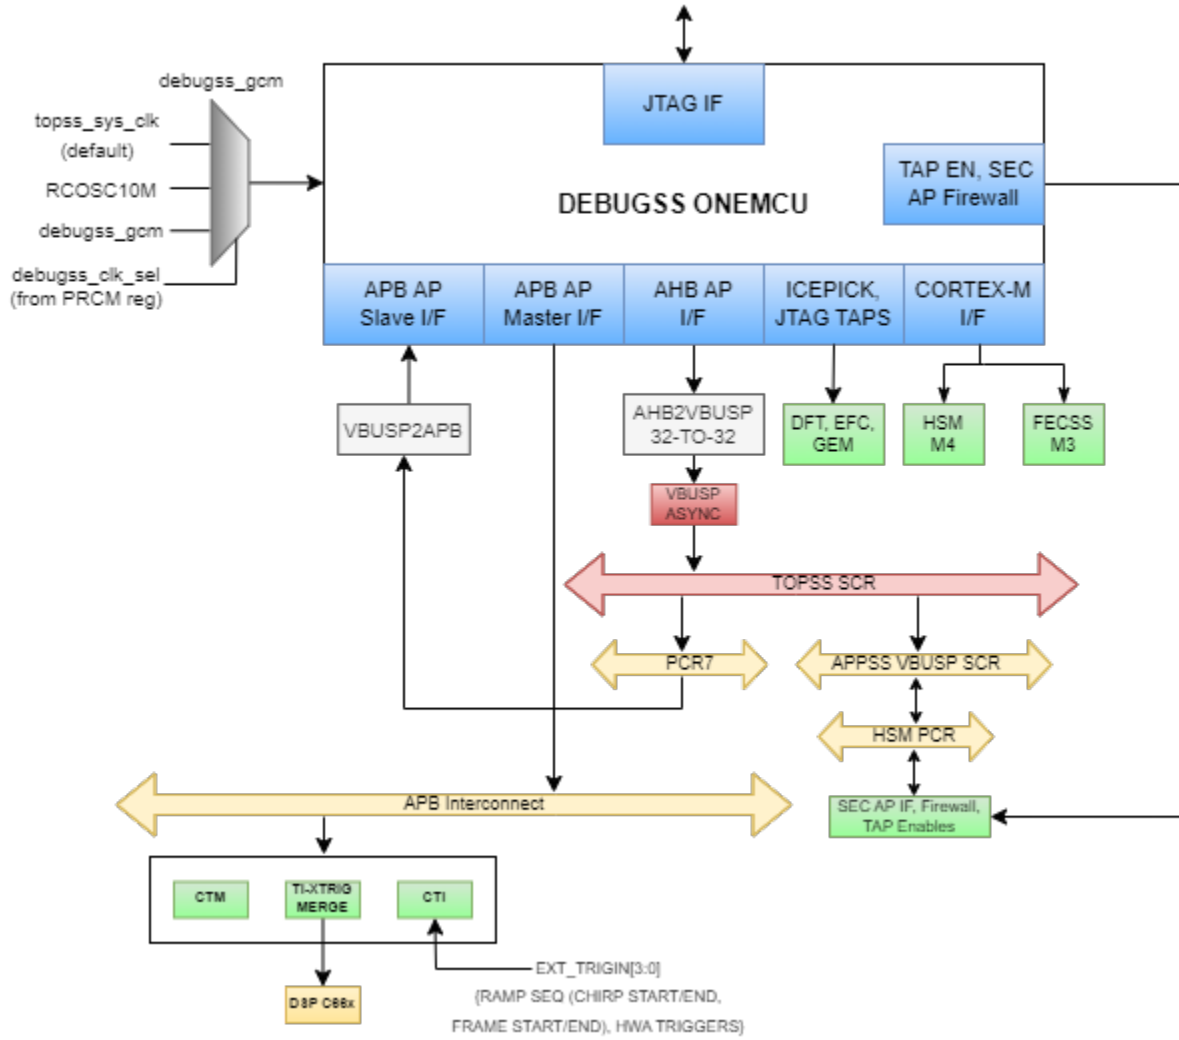 debugss_gcm
topss_sys_clk
(default)
RCOSC10M
debugss_gcm
debugss_clk_sel
(from PRCM reg)
JTAG IF
TAP EN, SEC
AP Firewall
DEBUGSS ONEMCU
APB AP
Slave I/F
APB AP
Master I/F
AHB AP
I/F
ICEPICK,
JTAG TAPS
CORTEX-M
I/F
VBUSP2APB
AHB2VBUSP
32-TO-32
DFT, EFC,
GEM
HSM
M4
FECSS
M3
VBUSP
ASYNC
TOPSS SCR
PCR7
APPSS VBUSP SCR
HSM PCR
APB Interconnect
SEC AP IF, Firewall,
TAP Enables
CTM
TI-XTRIG
MERGE
CTI
DSP C66x
EXT_TRIGIN[3:0]
{RAMP SEQ (CHIRP START/END,
FRAME START/END), HWA TRIGGERS}